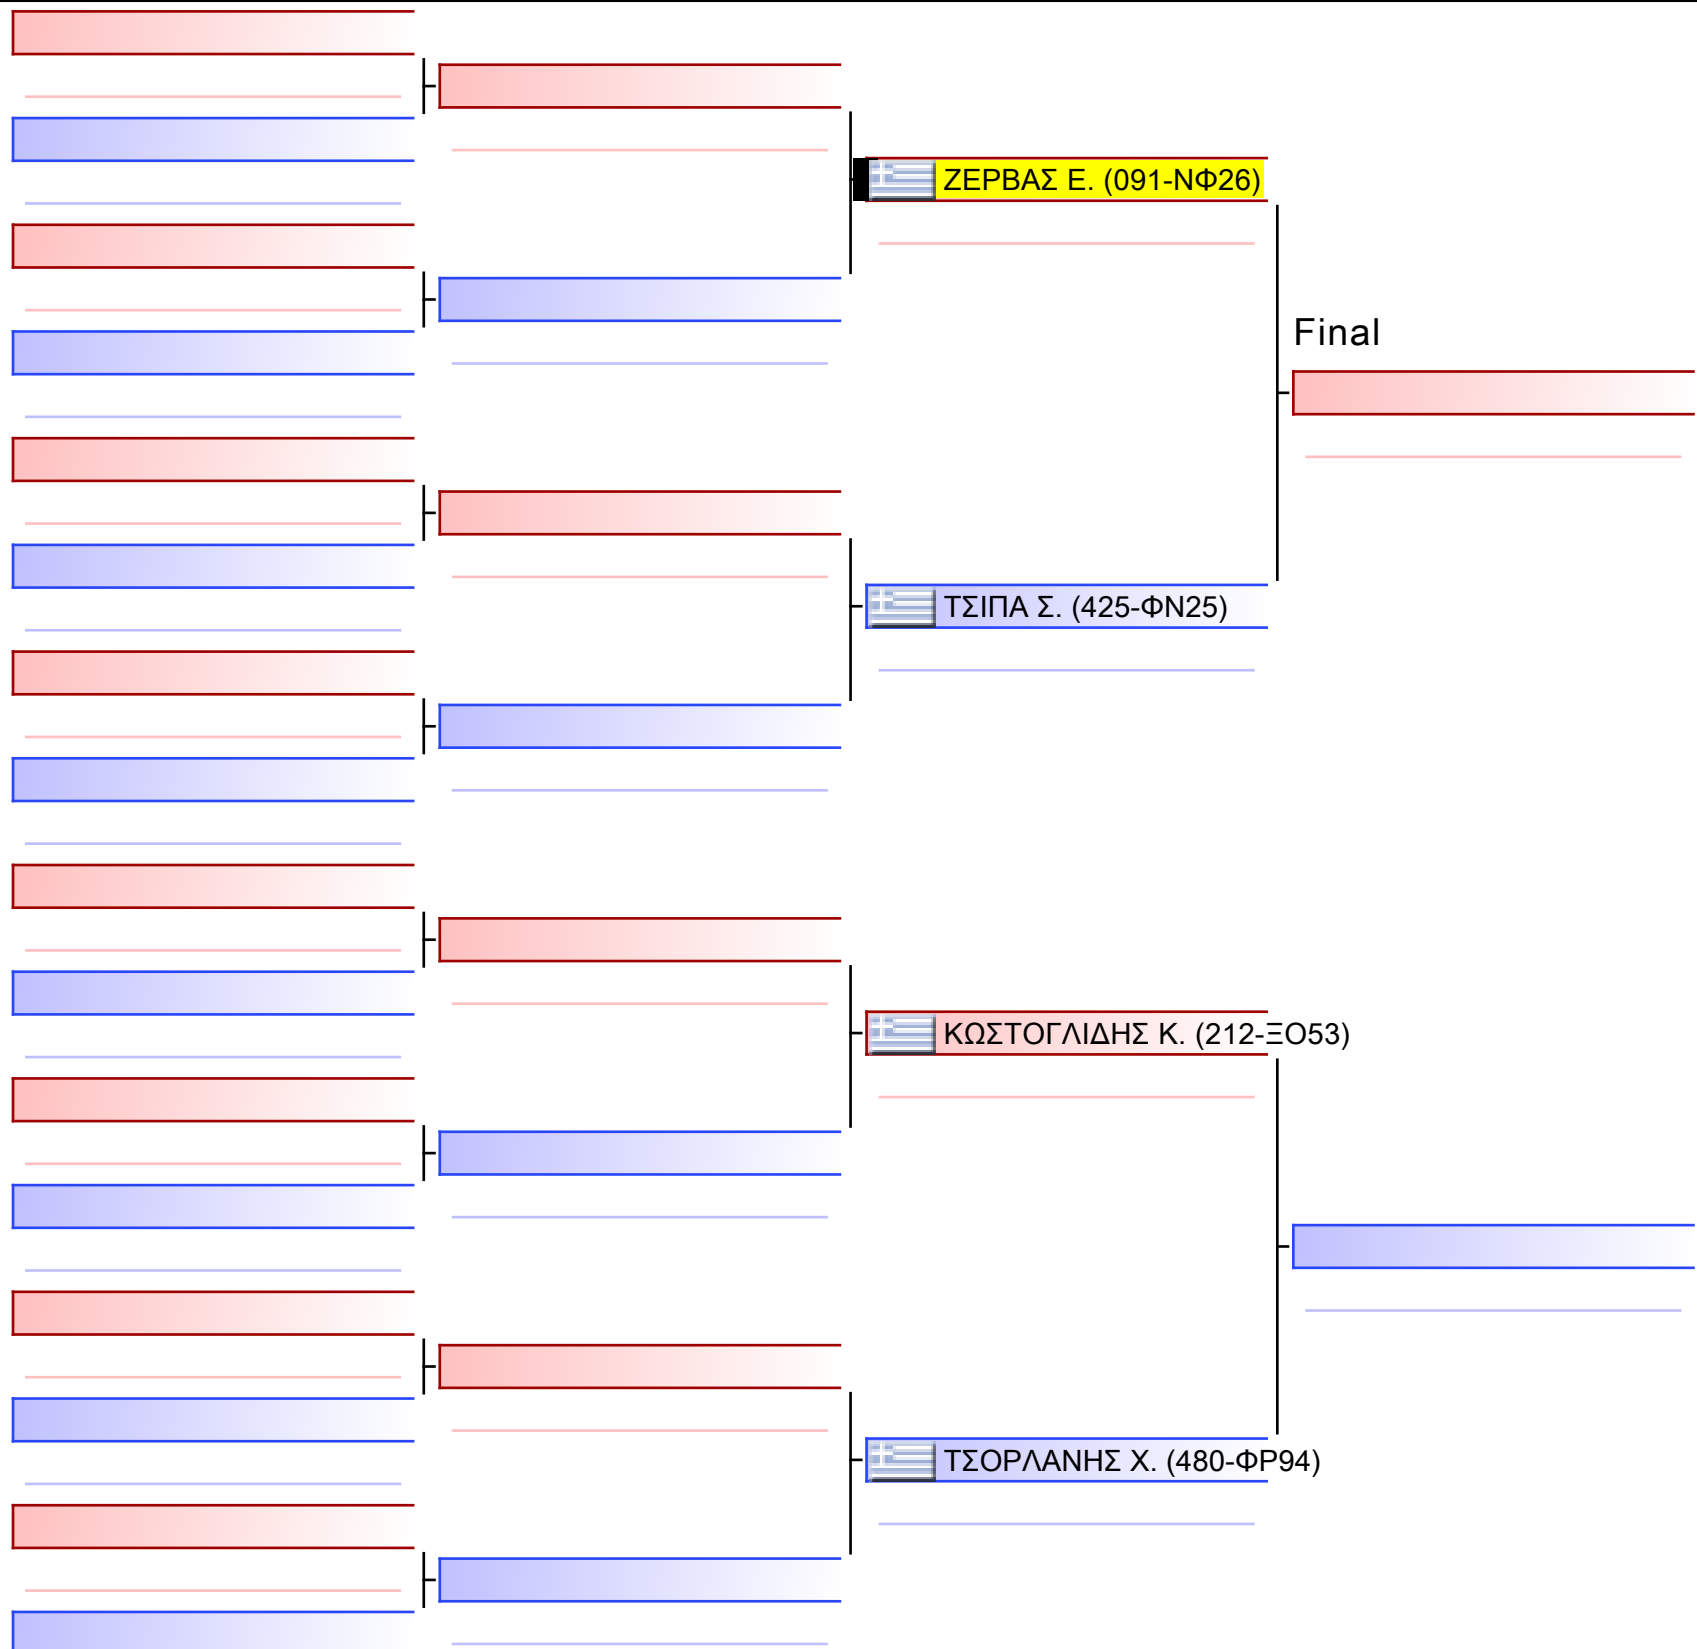 ΖΕΡΒΑΣ Ε. (091-ΝΦ26)
Final
ΤΣΙΠΑ Σ. (425-ΦΝ25)
ΚΩΣΤΟΓΛΙΔΗΣ Κ. (212-ΞΟ53)
ΤΣΟΡΛΑΝΗΣ Χ. (480-ΦΡ94)